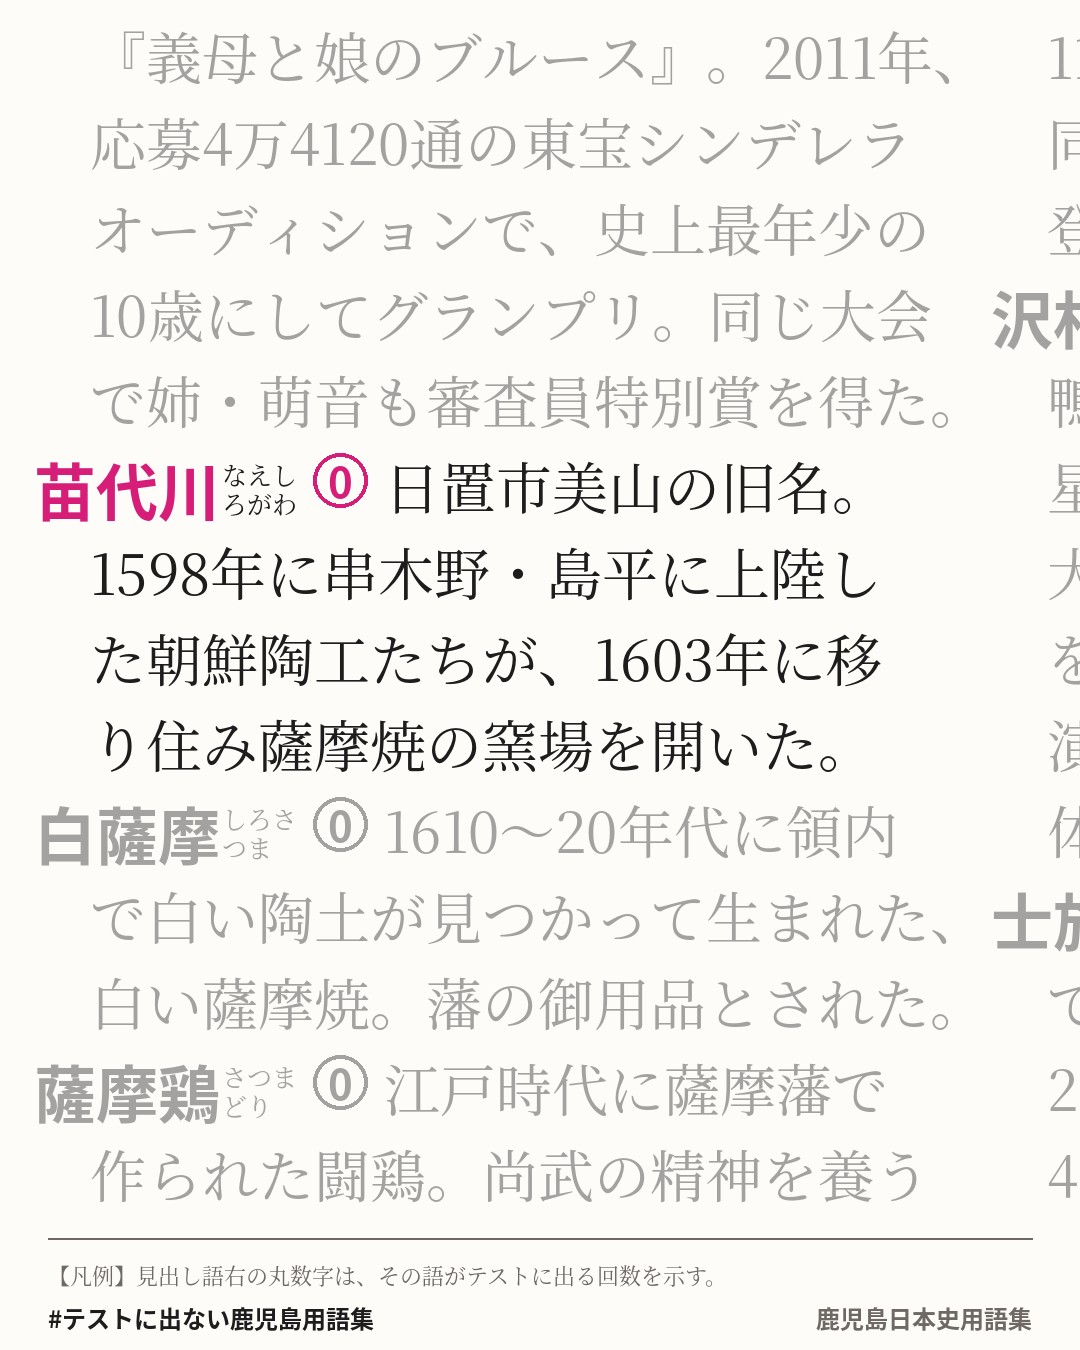 『義母と娘のブルース』。2011年、
応募4万4120通の東宝シンデレラ
オーディションで、史上最年少の
10歳にしてグランプリ。同じ大会
で姉・萌音も審査員特別賞を得た。
苗代川 なえしろがわ ⓪ 日置市美山の旧名。
1598年に串木野・島平に上陸し
た朝鮮陶工たちが、1603年に移
り住み薩摩焼の窯場を開いた。
白薩摩 しろさつま ⓪ 1610〜20年代に領内
で白い陶土が見つかって生まれた、
白い薩摩焼。藩の御用品とされた。
薩摩鶏 さつまどり ⓪ 江戸時代に薩摩藩で
作られた闘鶏。尚武の精神を養う
同
登
星
大
を
体
て
2
4
【凡例】見出し語右の丸数字は、その語がテストに出る回数を示す。
#テストに出ない鹿児島用語集
鹿児島日本史用語集